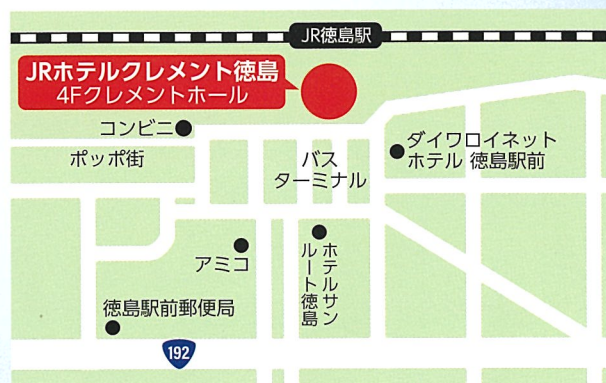 JR徳島駅
JRホテルクレメント徳島
4Fクレメントホール
コンビニ
ポッポ街
バス
ターミナル
ダイワロイネット
ホテル 徳島駅前
アミコ
ホテルサン
ルート徳島
徳島駅前郵便局
192